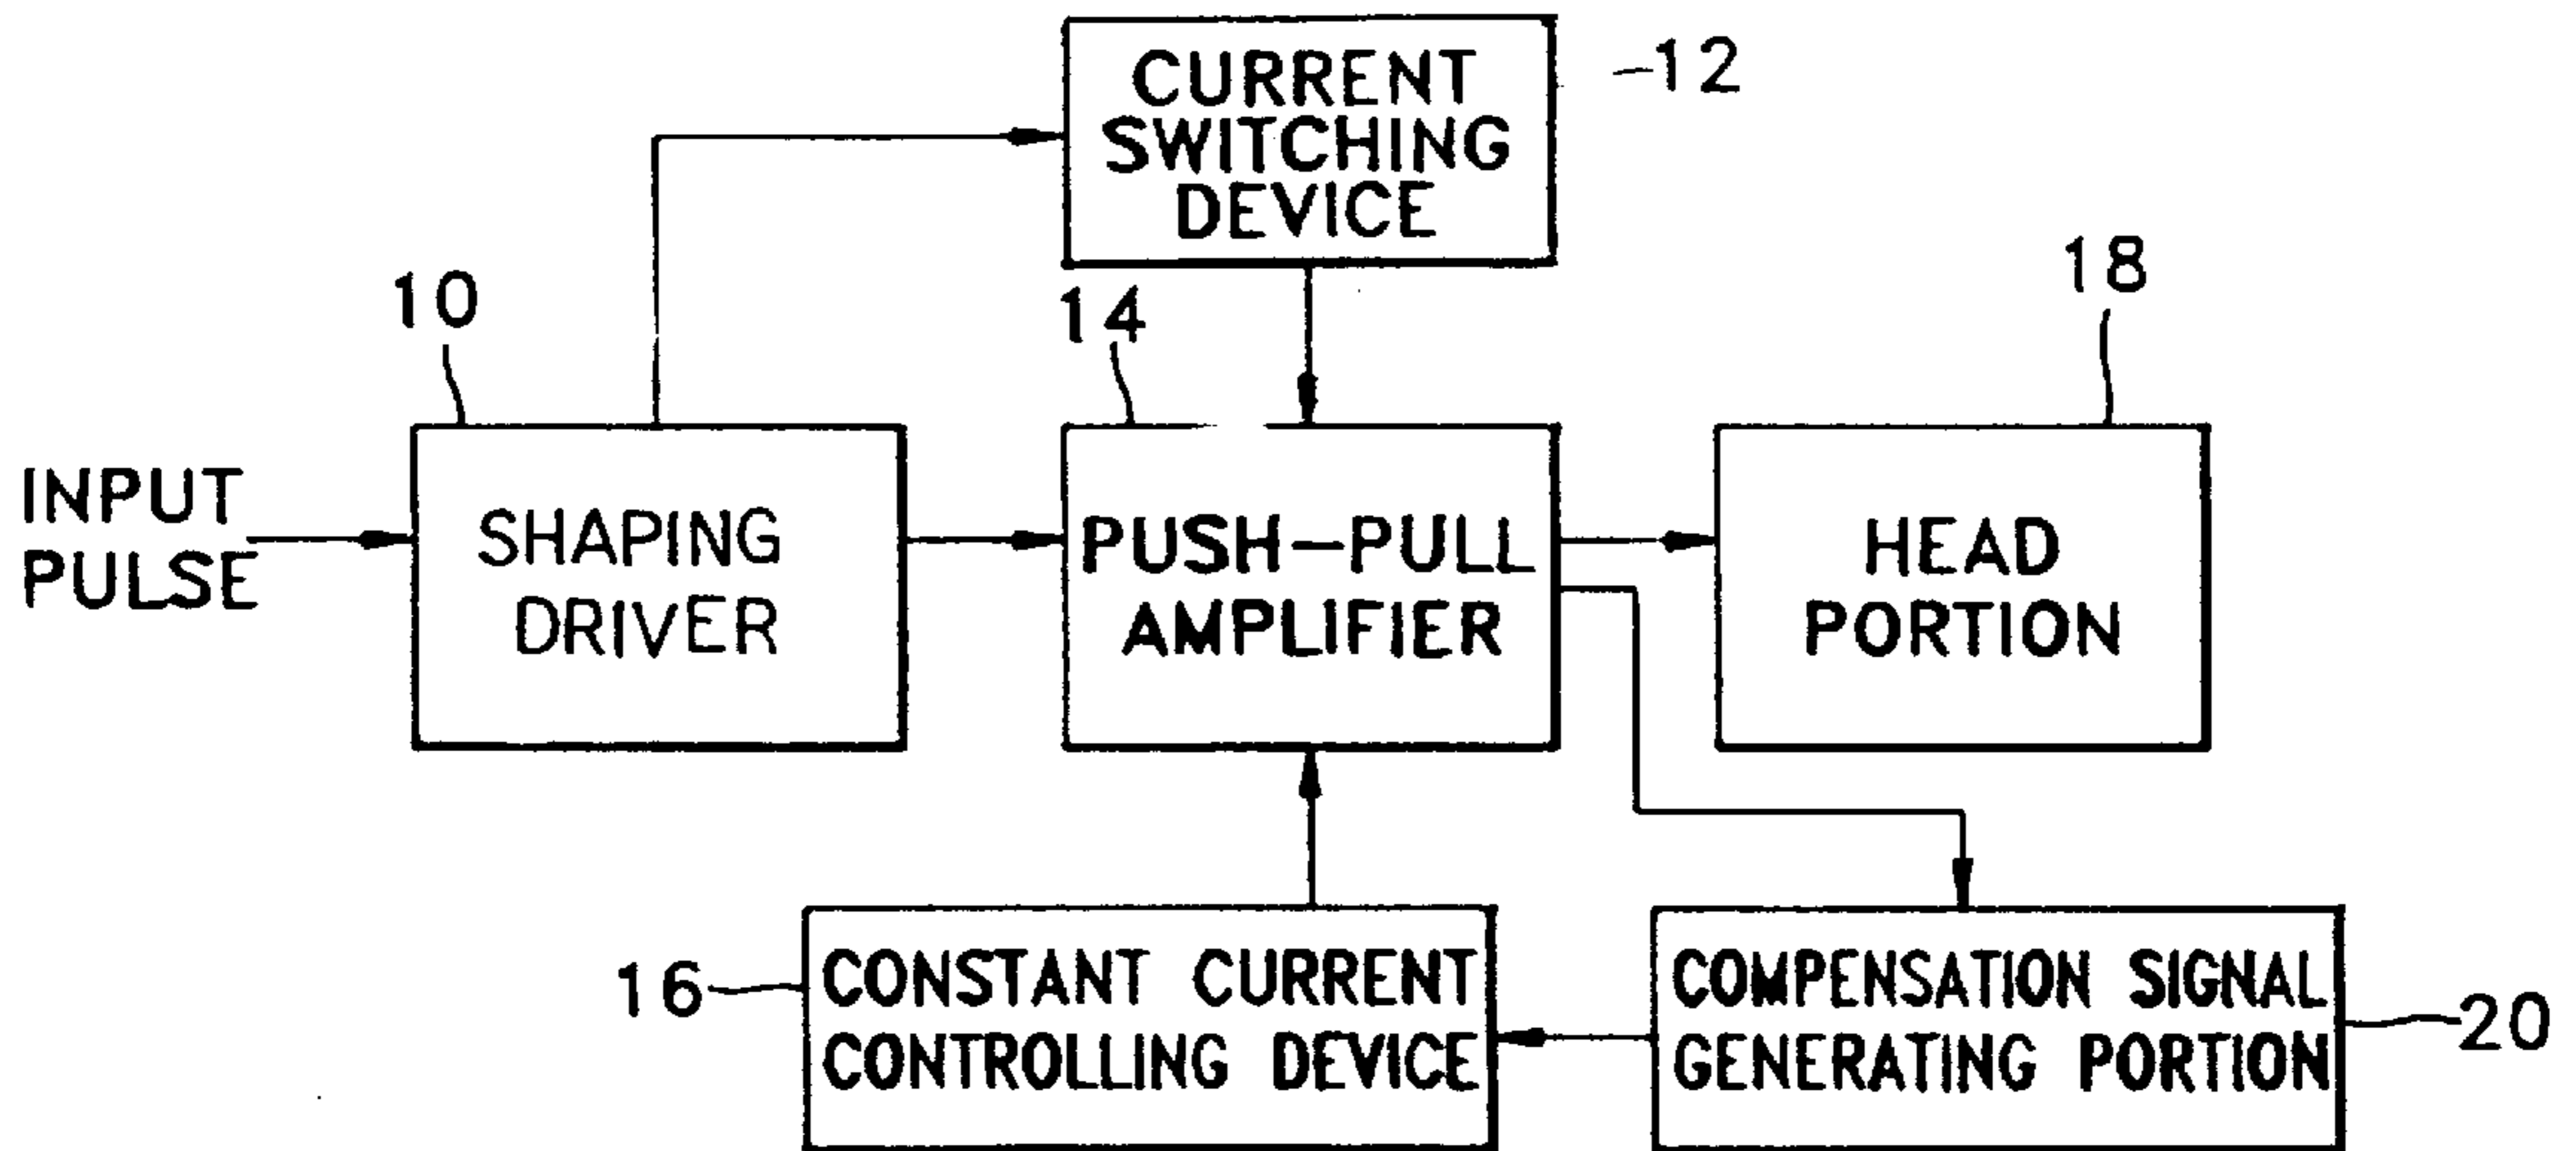 CURRENT
SWITCHING
DEVICE
12
10
14
18
INPUT
PULSE
SHAPING
DRIVER
PUSH-PULL
AMPLIFIER
HEAD
PORTION
16
CONSTANT CURRENT
CONTROLLING DEVICE
COMPENSATION SIGNAL
GENERATING PORTION
20